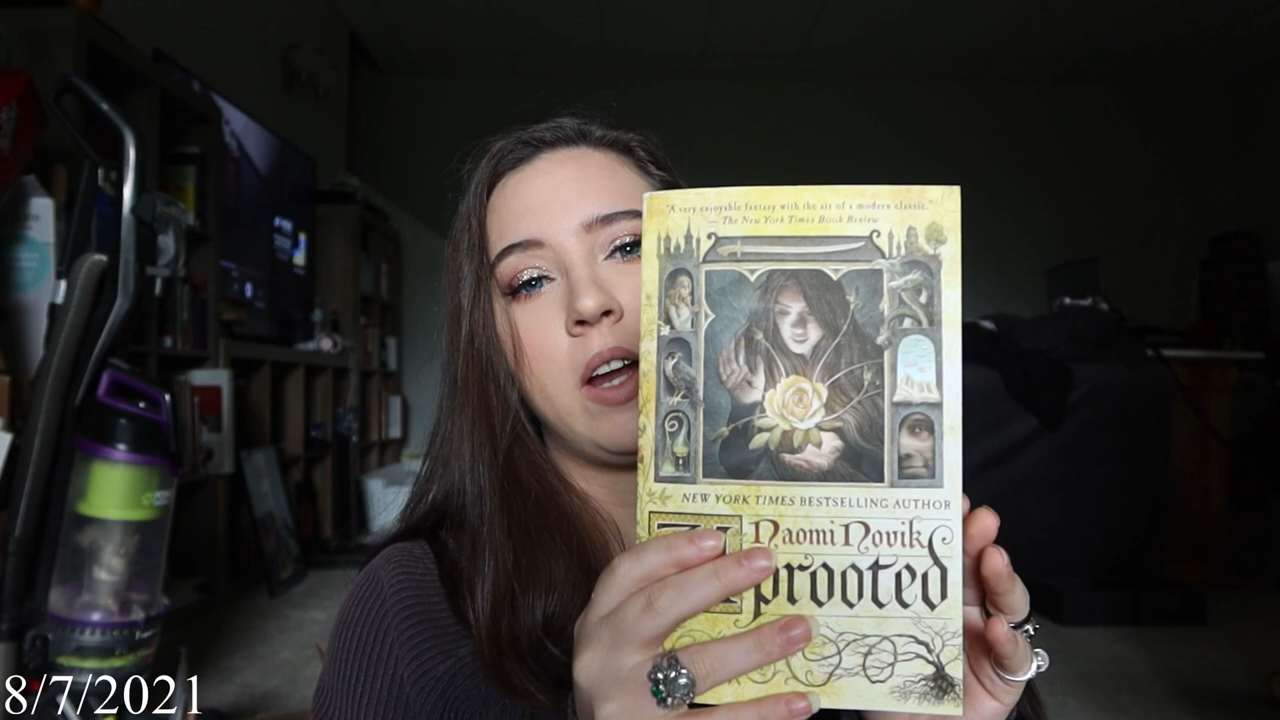 "A very enjoyable fantasy with the air of a modern classic."
—The New York Times Book Review
NEW YORK TIMES BESTSELLING AUTHOR
Naomi Novik
Uprooted
8/7/2021